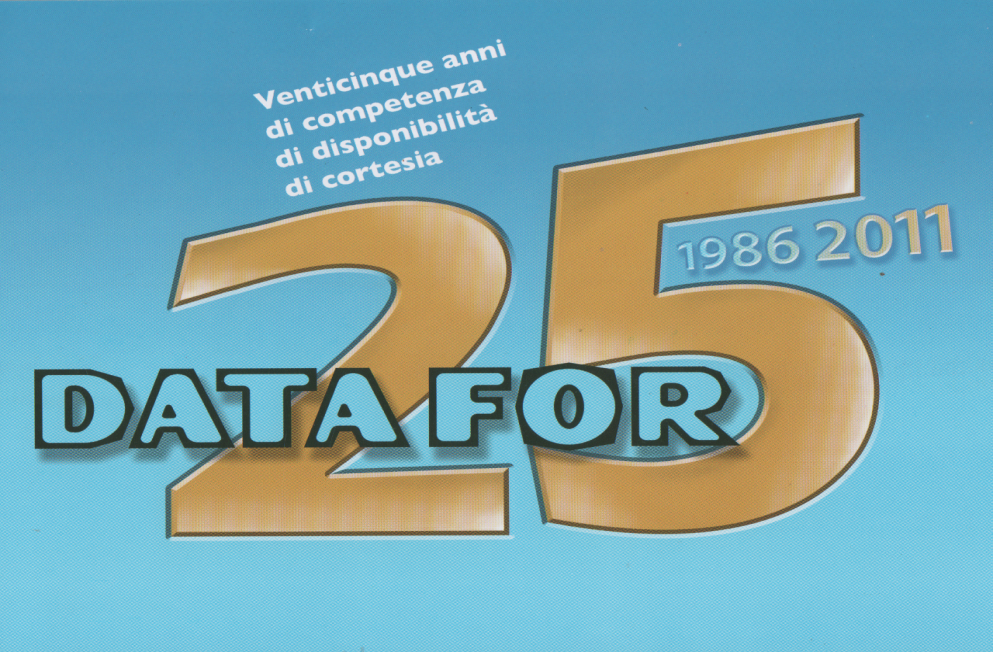 Venticinque anni
di competenza
di disponibilità
di cortesia
25
1986 2011
DATA FOR